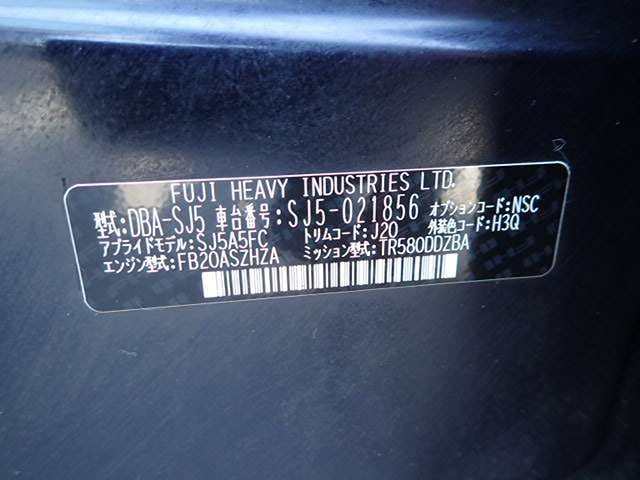 FUJI HEAVY INDUSTRIES LTD.
型式:DBA-SJ5 車台番号:SJ5-021856 オプションコード:NSC
アプライドモデル:SJ5A5FC トリムコード:J20 外装色コード:H3Q
エンジン型式:FB20ASZHZA ミッション型式:TR580DDZBA